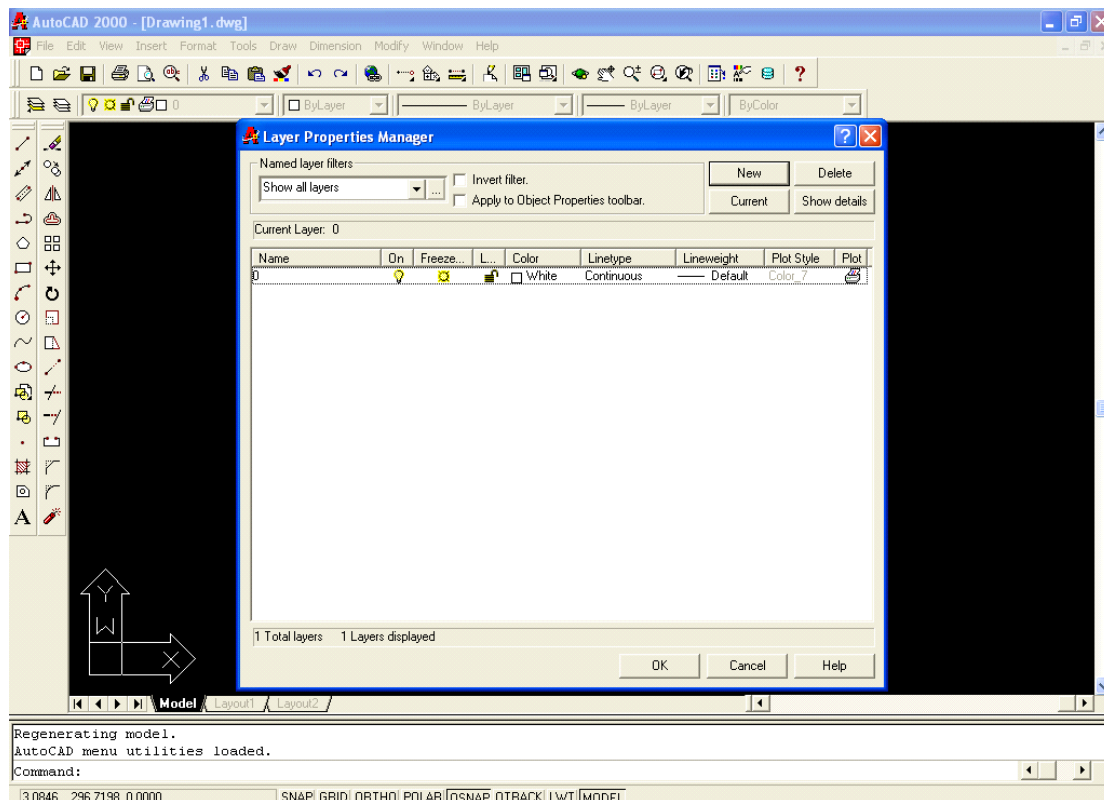 AutoCAD 2000 - [Drawing1.dwg]
File Edit View Insert Format Tools Draw Dimension Modify Window Help
0 ByLayer ByLayer ByLayer ByColor
Layer Properties Manager
Named layer filters
Show all layers
...
Invert filter.
Apply to Object Properties toolbar.
New Delete
Current Show details
Current Layer: 0
Name On Freeze... L... Color Linetype Lineweight Plot Style Plot
0 White Continuous Default Color_7
1 Total layers 1 Layers displayed
OK Cancel Help
A
Y
W
X
Model Layout1 Layout2
Regenerating model.
AutoCAD menu utilities loaded.
Command:
3.0846, 296.7198, 0.0000 SNAP GRID ORTHO POLAR OSNAP OTRACK LWT MODEL